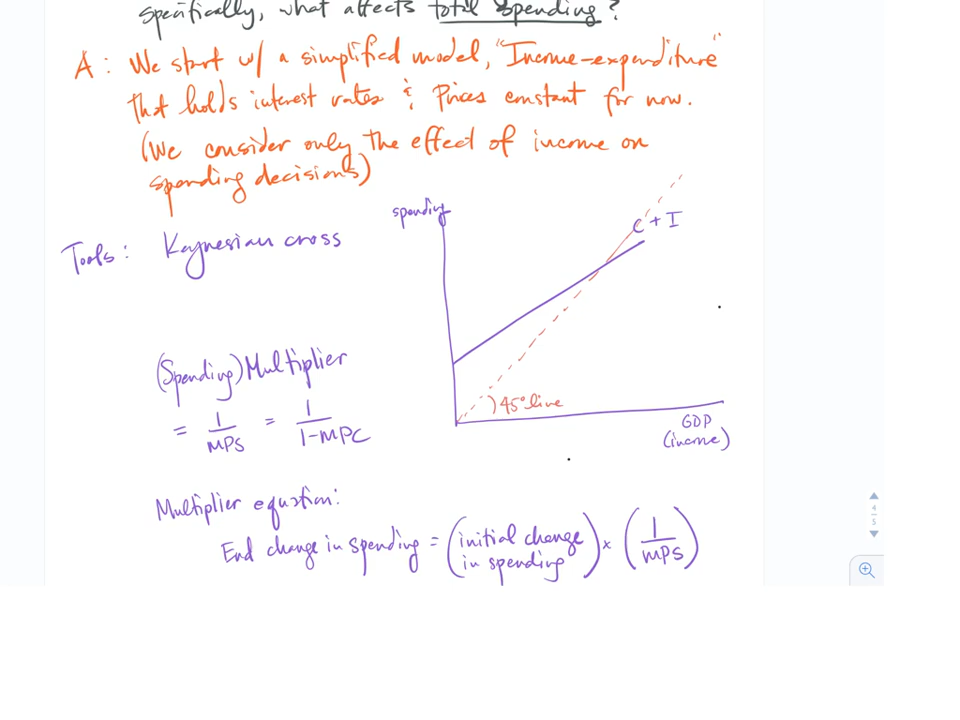 specifically, what affects total spending?
A: We start w/ a simplified model, "Income-expenditure"
that holds interest rates & Prices constant for now.
(We consider only the effect of income on
spending decisions)
spending
C + I
Tools: Keynesian cross
(Spending) Multiplier
= 1/MPS = 1/1-MPC
45° line
GDP
(income)
Multiplier equation:
End change in spending = (initial change in spending) × (1/MPS)
4
5